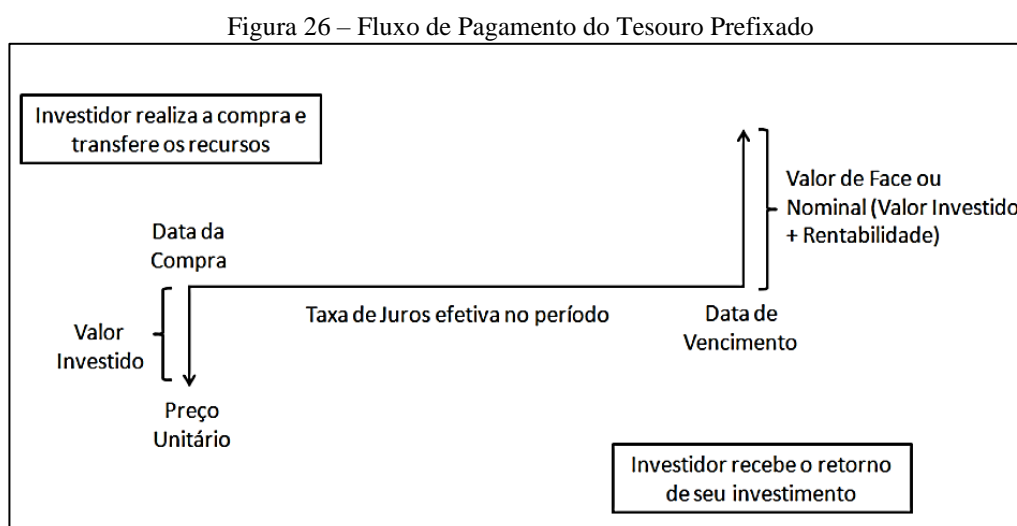 Figura 26 – Fluxo de Pagamento do Tesouro Prefixado
Investidor realiza a compra e
transfere os recursos
Data da
Compra
Valor
Investido
Preço
Unitário
Taxa de Juros efetiva no período
Valor de Face ou
Nominal (Valor Investido
+ Rentabilidade)
Data de
Vencimento
Investidor recebe o retorno
de seu investimento